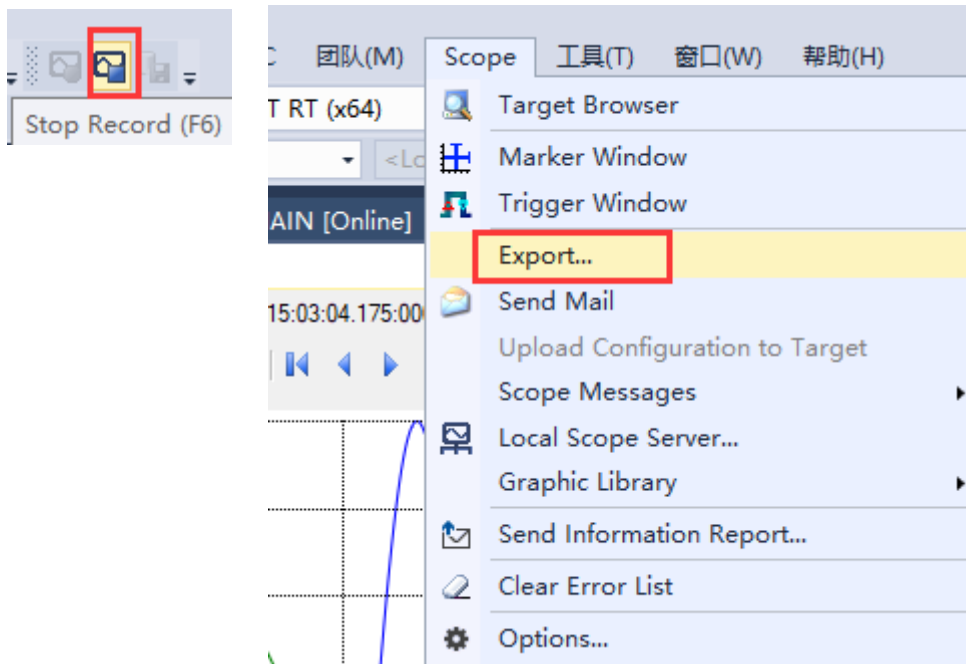 Stop Record (F6)
C 团队(M) Scope 工具(T) 窗口(W) 帮助(H)
T RT (x64)
<Lo
AIN [Online]
15:03:04.175:00
Target Browser
Marker Window
Trigger Window
Export...
Send Mail
Upload Configuration to Target
Scope Messages
Local Scope Server...
Graphic Library
Send Information Report...
Clear Error List
Options...